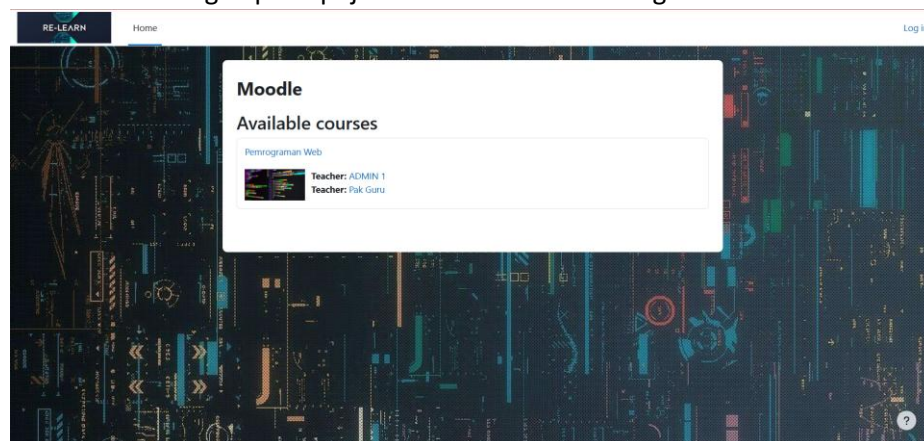 RE-LEARN
Home
Log
Moodle
Available courses
Pemrograman Web
Teacher: ADMIN 1
Teacher: Pak Guru
?